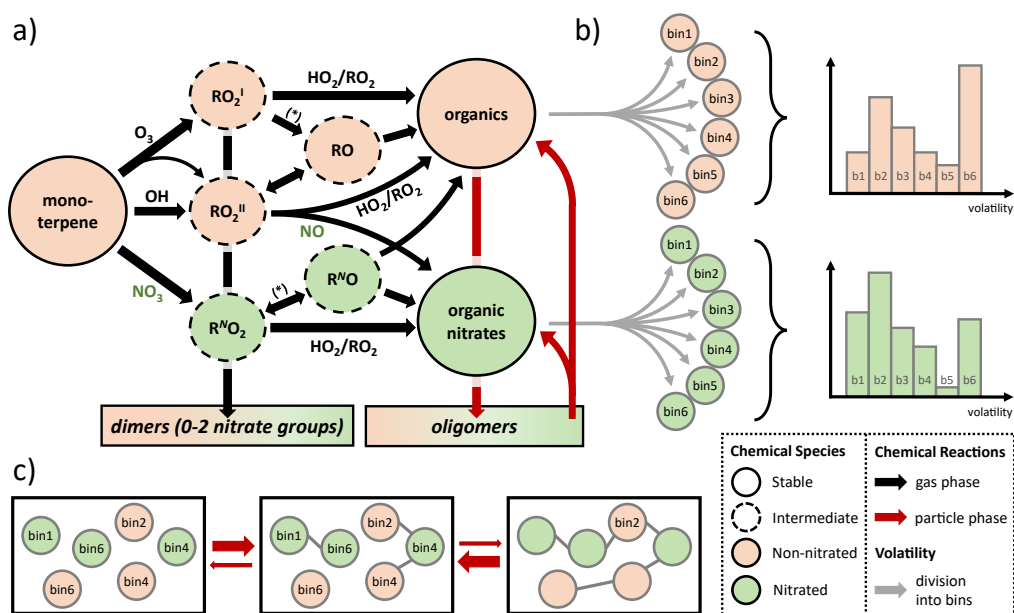 a)
mono-
terpene
O₃
OH
NO₃
RO₂ᴵ
RO₂ᴵᴵ
RᴺO₂
HO₂/RO₂
(*)
RO
HO₂/RO₂
NO
(*)
RᴺO
HO₂/RO₂
organics
organic
nitrates
dimers (0-2 nitrate groups)
oligomers
b)
bin1
bin2
bin3
bin4
bin5
bin6
b1 b2 b3 b4 b5 b6
volatility
bin1
bin2
bin3
bin4
bin5
bin6
b1 b2 b3 b4 b5 b6
volatility
c)
bin1
bin6
bin2
bin4
bin6
bin4
bin1
bin6
bin2
bin4
bin6
bin4
bin2
Chemical Species
Stable
Intermediate
Non-nitrated
Nitrated
Chemical Reactions
gas phase
particle phase
Volatility
division
into bins